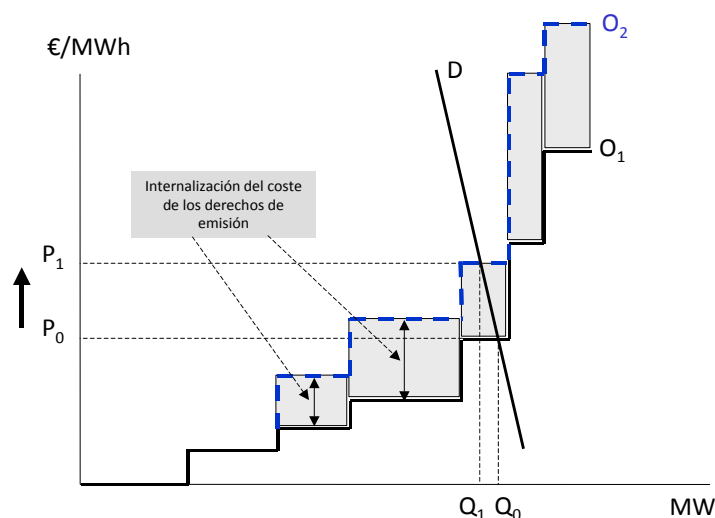 €/MWh
O2
D
O1
Internalización del coste
de los derechos de
emisión
P1
P0
Q1 Q0
MW